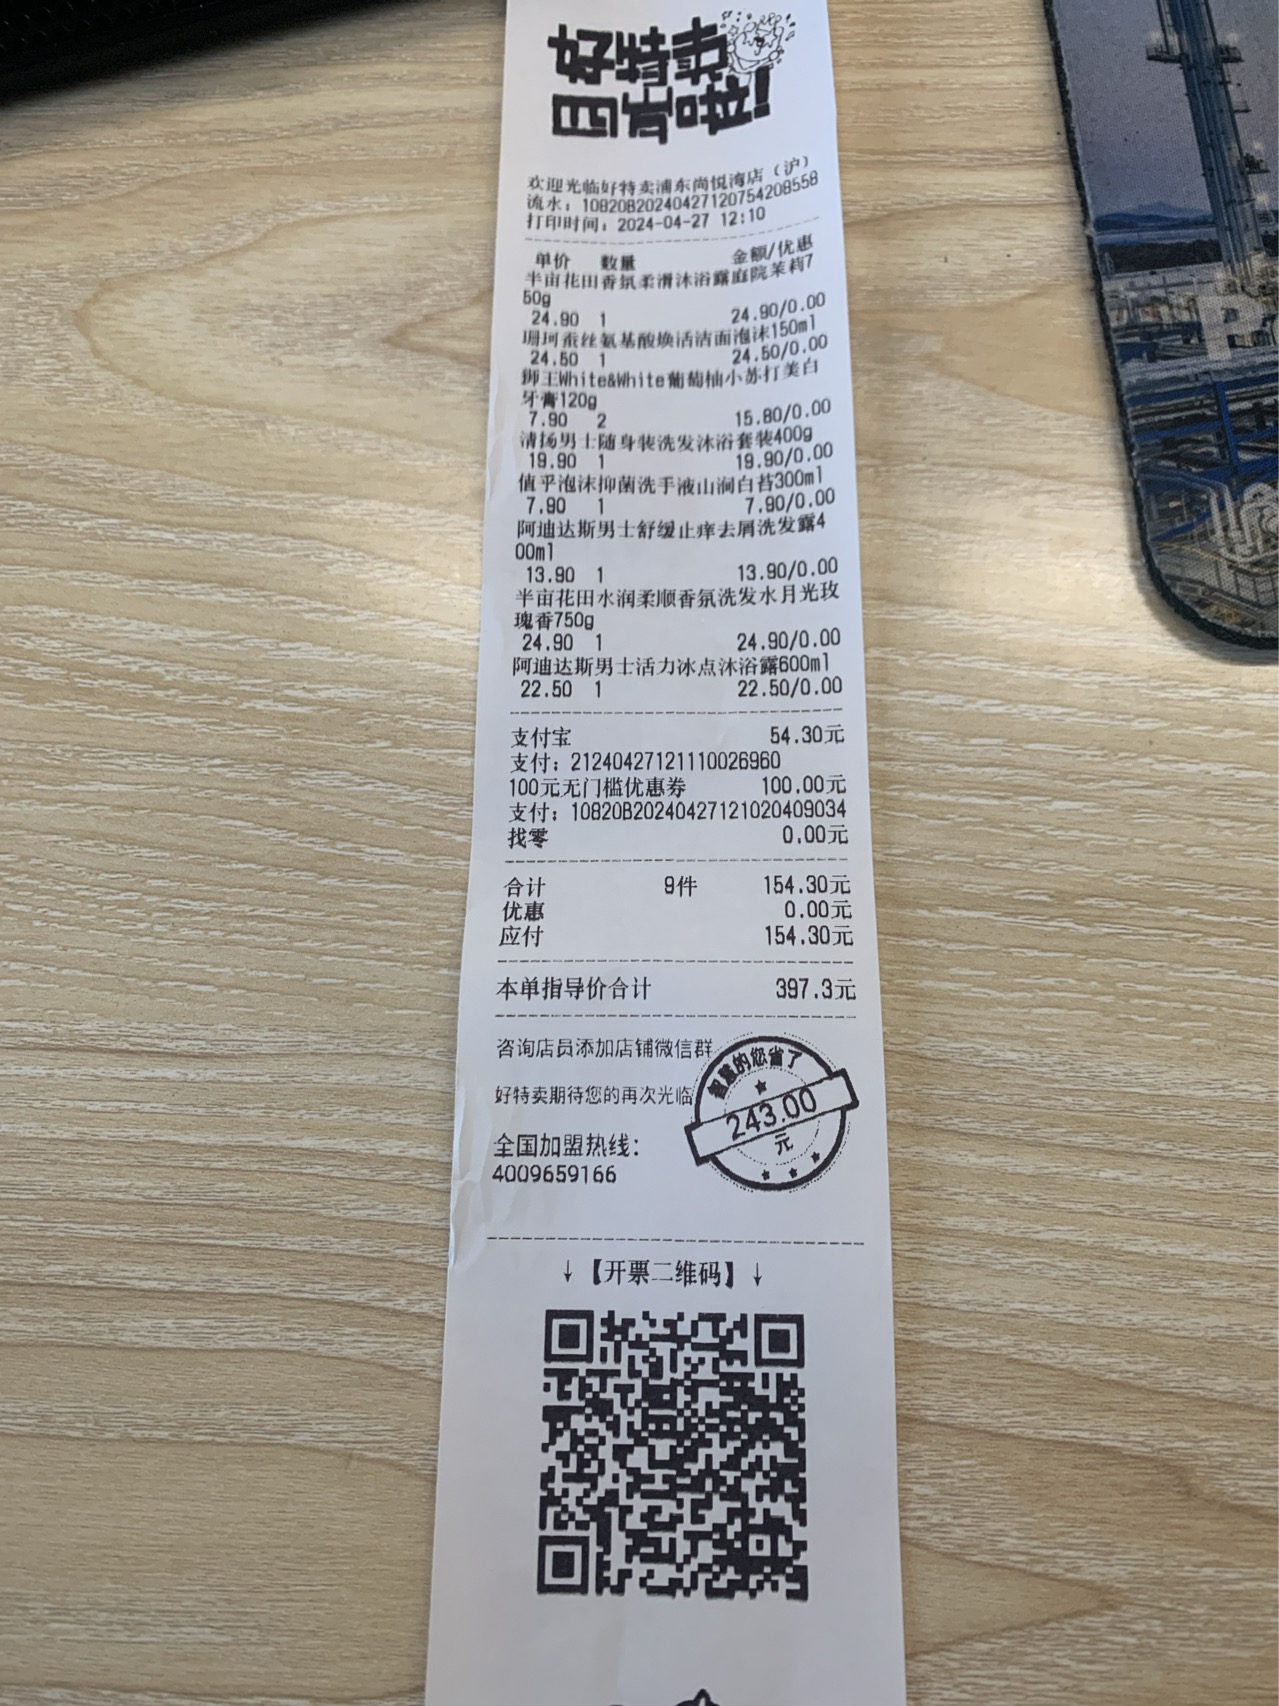 好特卖
欢迎光临好特卖浦东尚悦湾店（沪）
流水：10820B20240427120754208558
打印时间：2024-04-27 12:10
单价 数量 金额/优惠
半亩花田香氛柔滑沐浴露庭院茉莉7
50g
24.90 1 24.90/0.00
珊珂蚕丝氨基酸焕活洁面泡沫150ml
24.50 1 24.50/0.00
狮王White&White葡萄柚小苏打美白
牙膏120g
7.90 2 15.80/0.00
清扬男士随身装洗发沐浴套装400g
19.90 1 19.90/0.00
值乎泡沫抑菌洗手液山涧白苔300ml
7.90 1 7.90/0.00
阿迪达斯男士舒缓止痒去屑洗发露4
00ml
13.90 1 13.90/0.00
半亩花田水润柔顺香氛洗发水月光玫
瑰香750g
24.90 1 24.90/0.00
阿迪达斯男士活力冰点沐浴露600ml
22.50 1 22.50/0.00
支付宝 54.30元
支付：21240427121110026960
100元无门槛优惠券 100.00元
支付：10820B20240427121020409034
找零 0.00元
合计 9件 154.30元
优惠 0.00元
应付 154.30元
本单指导价合计 397.3元
咨询店员添加店铺微信群
好特卖期待您的再次光临
智慧的您省了
243.00
元
全国加盟热线：
4009659166
↓【开票二维码】↓